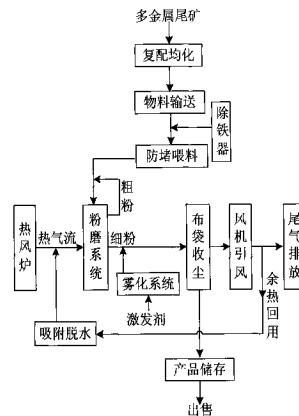 多金属尾矿
复配均化
物料输送
除铁器
防堵喂料
粗粉
热风炉
热气流
粉磨系统
细粉
布袋收尘
风机引风
尾气排放
雾化系统
余热回用
吸附脱水
激发剂
产品储存
出售